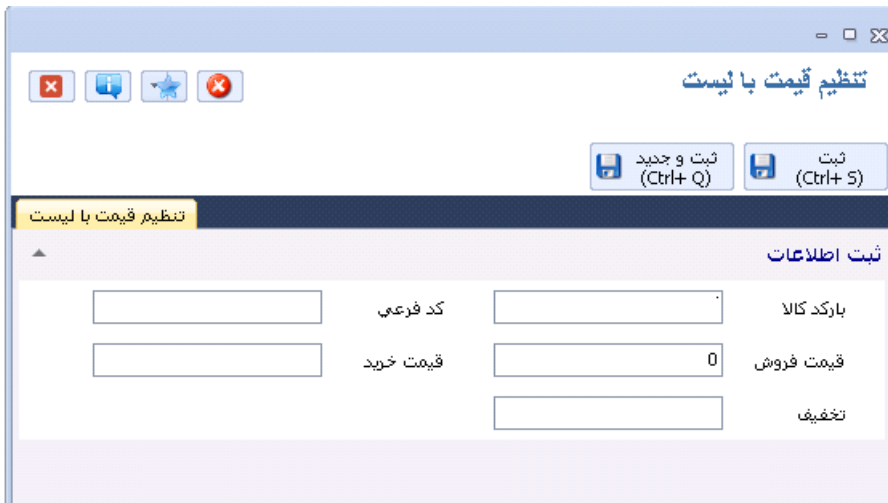 تنظیم قیمت با لیست
ثبت
(Ctrl+ S)
ثبت و جدید
(Ctrl+ Q)
تنظیم قیمت با لیست
ثبت اطلاعات
بارکد کالا
کد فرعی
قیمت فروش 0
قیمت خرید
تخفیف